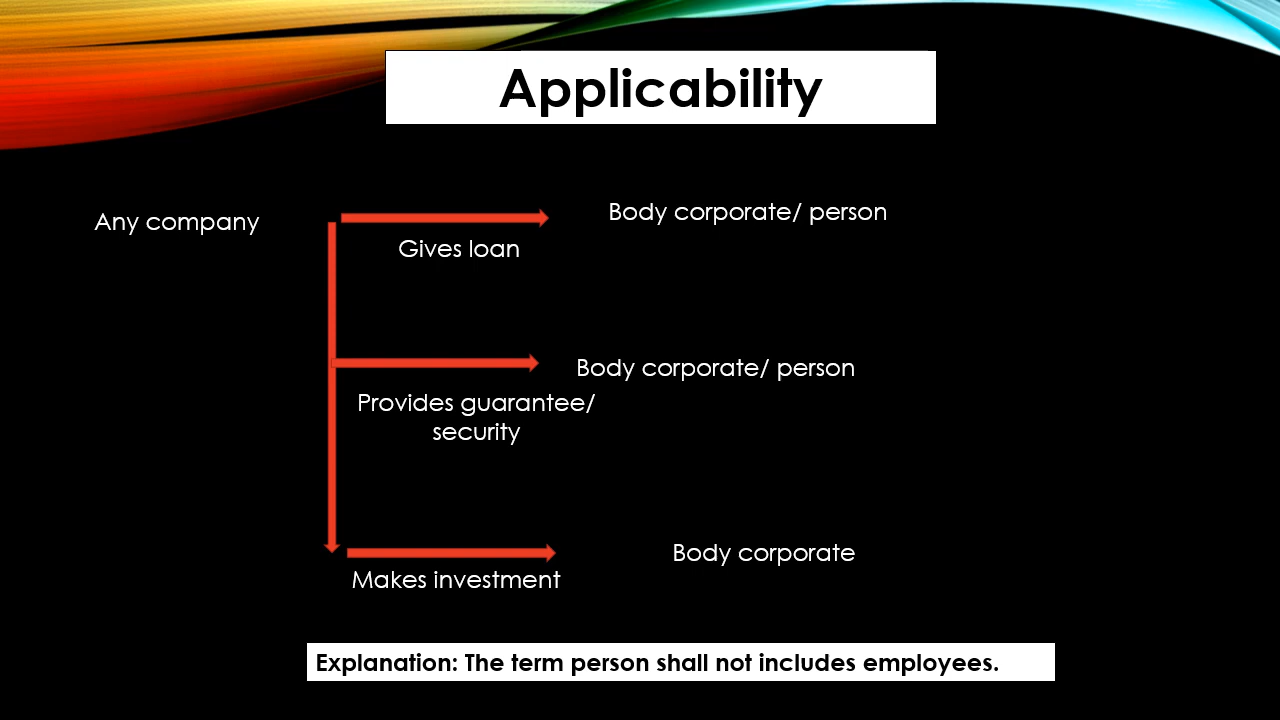 Applicability
Any company
Body corporate/ person
Gives loan
Body corporate/ person
Provides guarantee/
security
Body corporate
Makes investment
Explanation: The term person shall not includes employees.